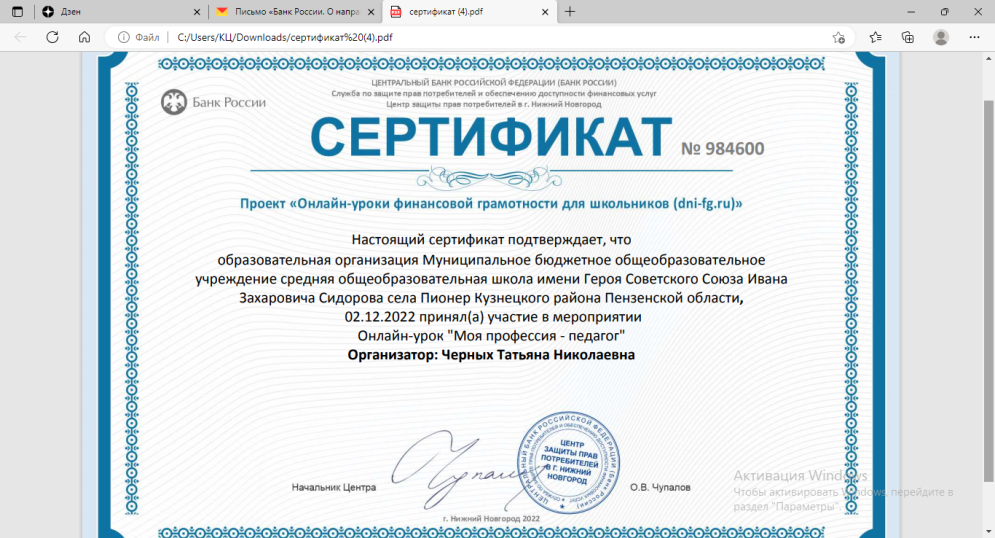 Дзен
Письмо «Банк России. О напра
сертификат (4).pdf
Файл
C:/Users/КЦ/Downloads/сертификат%20(4).pdf
ЦЕНТРАЛЬНЫЙ БАНК РОССИЙСКОЙ ФЕДЕРАЦИИ (БАНК РОССИИ)
Служба по защите прав потребителей и обеспечению доступности финансовых услуг
Центр защиты прав потребителей в г. Нижний Новгород
Банк России
СЕРТИФИКАТ № 984600
Проект «Онлайн-уроки финансовой грамотности для школьников (dni-fg.ru)»
Настоящий сертификат подтверждает, что
образовательная организация Муниципальное бюджетное общеобразовательное
учреждение средняя общеобразовательная школа имени Героя Советского Союза Ивана
Захаровича Сидорова села Пионер Кузнецкого района Пензенской области,
02.12.2022 принял(а) участие в мероприятии
Онлайн-урок "Моя профессия - педагог"
Организатор: Черных Татьяна Николаевна
ЦЕНТР
ЗАЩИТЫ ПРАВ
ПОТРЕБИТЕЛЕЙ
В Г. НИЖНИЙ
НОВГОРОД
Начальник Центра
О.В. Чупалов
г. Нижний Новгород 2022
Активация Windows
Чтобы активировать Windows, перейдите в
раздел "Параметры".